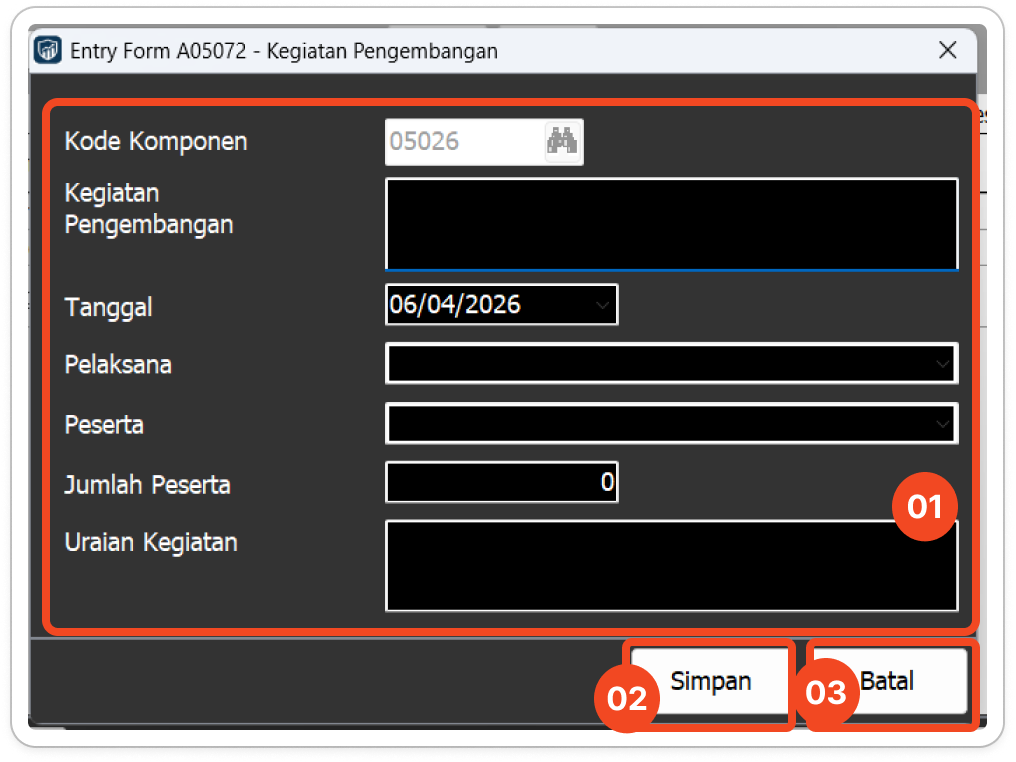 Entry Form A05072 - Kegiatan Pengembangan
Kode Komponen
05026
Kegiatan
Pengembangan
Tanggal
06/04/2026
Pelaksana
Peserta
Jumlah Peserta
0
01
Uraian Kegiatan
02
Simpan
03
Batal